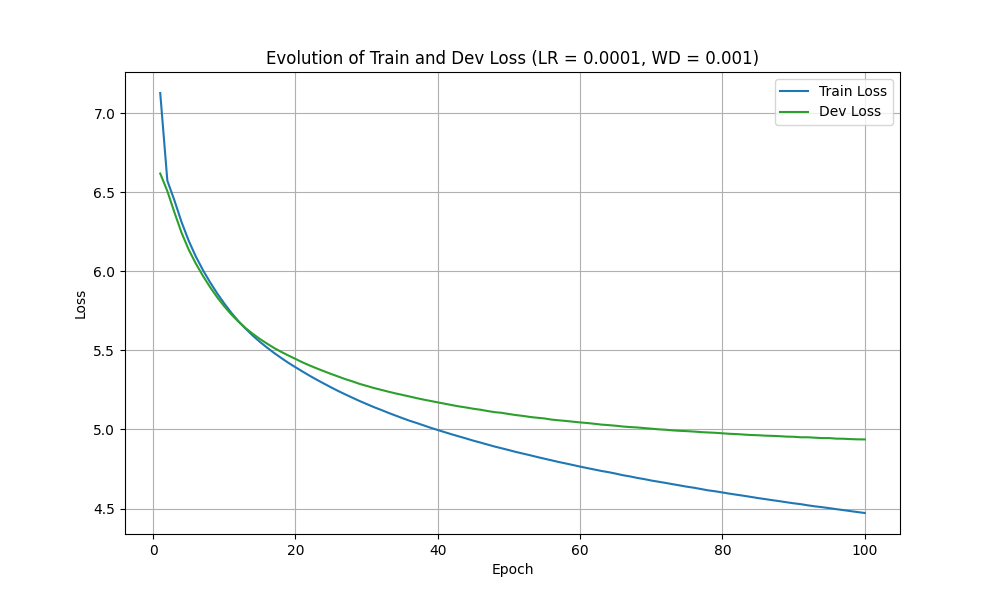 Evolution of Train and Dev Loss (LR = 0.0001, WD = 0.001)
Train Loss
Dev Loss
7.0
6.5
6.0
5.5
5.0
4.5
Loss
0 20 40 60 80 100
Epoch